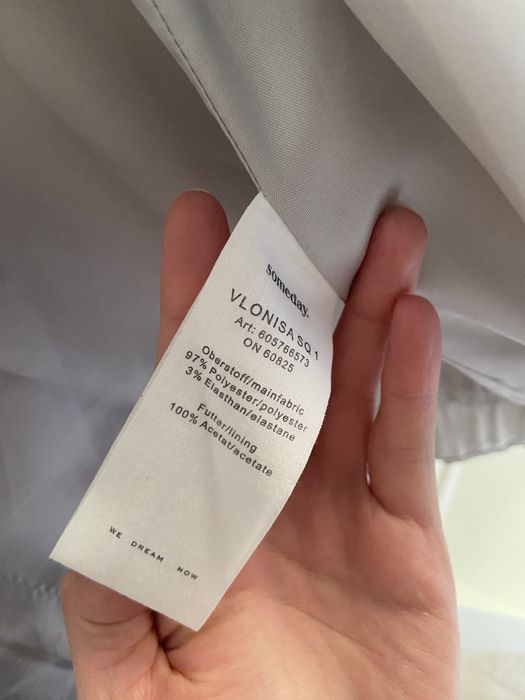 someday.
VLONISA SQ 1
Art: 605766573
ON 60825
Oberstoff/mainfabric
97% Polyester/polyester
3% Elasthan/elastane
Futter/lining
100% Acetat/acetate
WE DREAM NOW